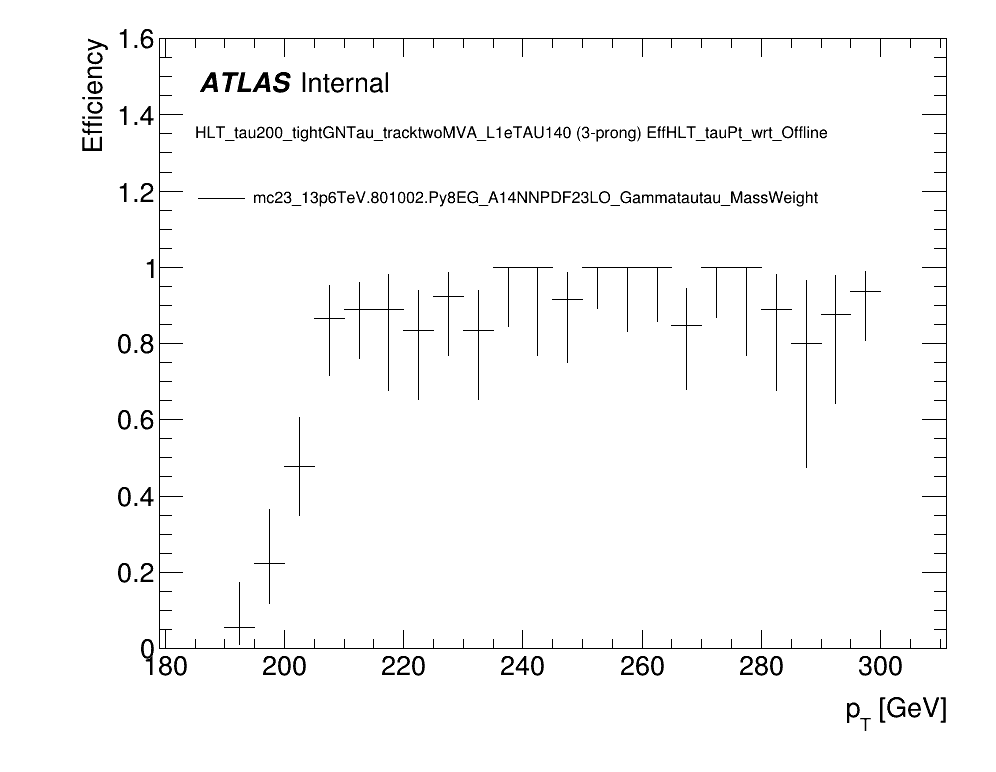 Efficiency
1.6
1.4
1.2
1
0.8
0.6
0.4
0.2
0
ATLAS Internal
HLT_tau200_tightGNTau_tracktwoMVA_L1eTAU140 (3-prong) EffHLT_tauPt_wrt_Offline
mc23_13p6TeV.801002.Py8EG_A14NNPDF23LO_Gammatautau_MassWeight
180 200 220 240 260 280 300
p_T [GeV]